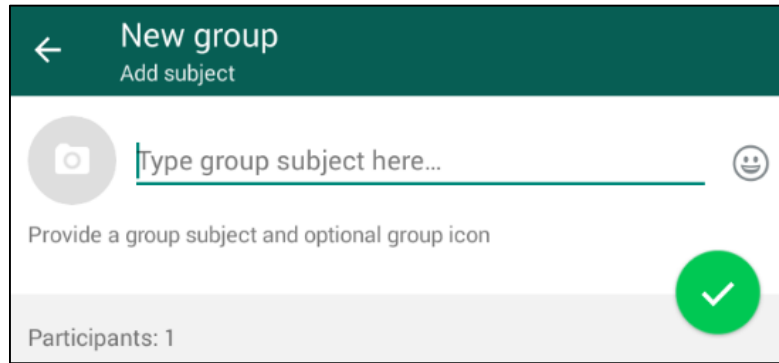 New group
Add subject
Type group subject here...
Provide a group subject and optional group icon
Participants: 1